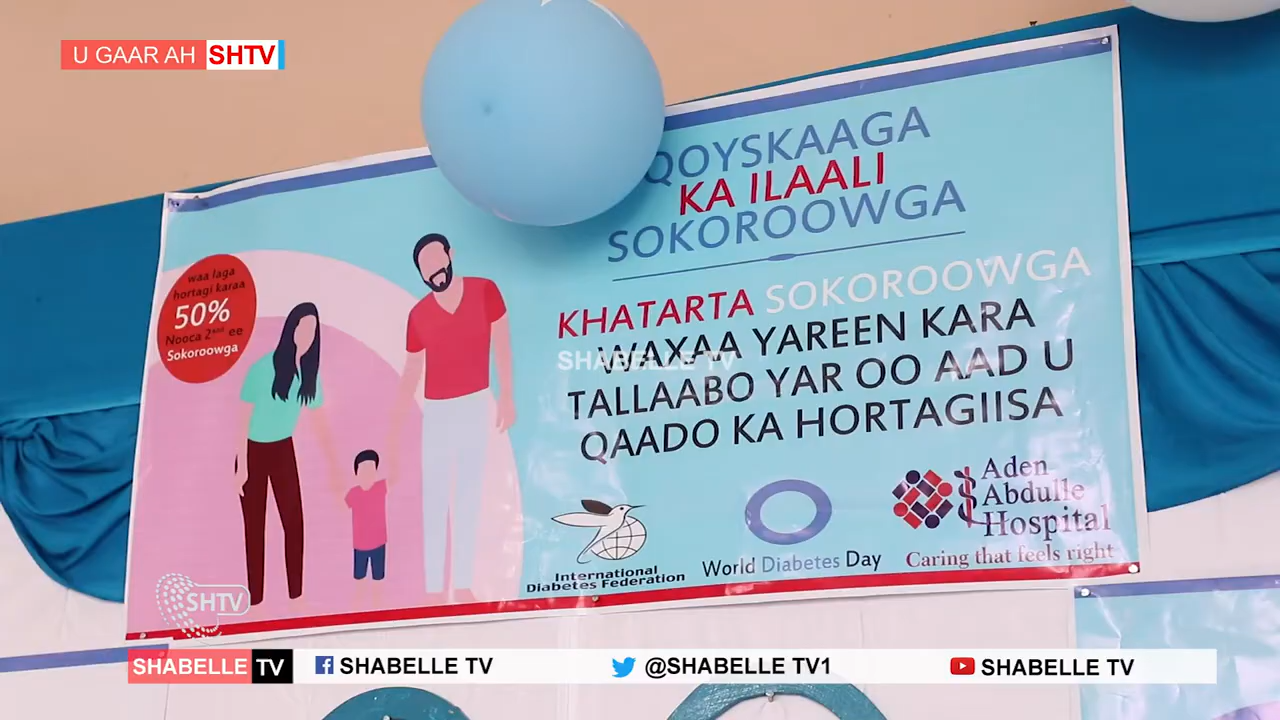 U GAAR AH SHTV
QOYSKAAGA
KA ILAALI
SOKOROOWGA
waa laga
hortagi karaa
50%
Nooca 2aad ee
Sokoroowga
KHATARTA SOKOROOWGA
WAXAA YAREEN KARA
TALLAABO YAR OO AAD U
QAADO KA HORTAGIISA
SHABELLE TV
International
Diabetes Federation
World Diabetes Day
Aden
Abdulle
Hospital
Caring that feels right
SHTV
SHABELLE TV
SHABELLE TV
@SHABELLE TV1
SHABELLE TV